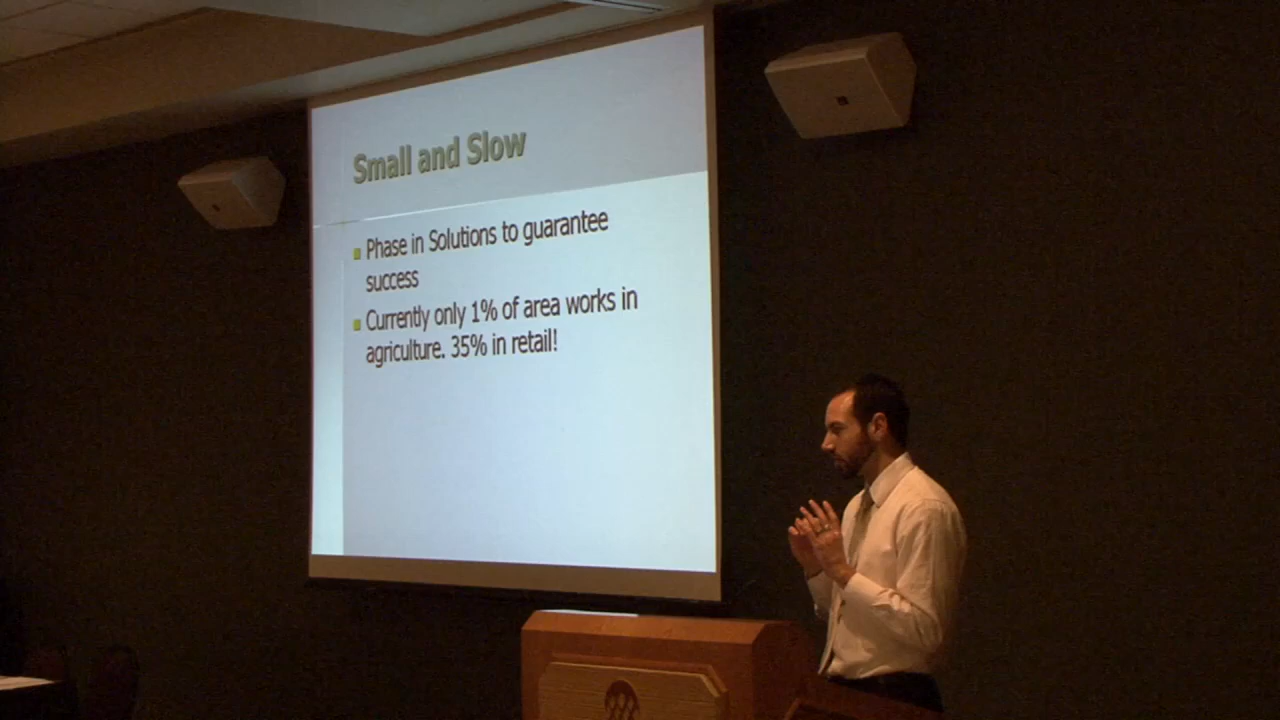 Small and Slow
Phase in Solutions to guarantee
success
Currently only 1% of area works in
agriculture. 35% in retail!